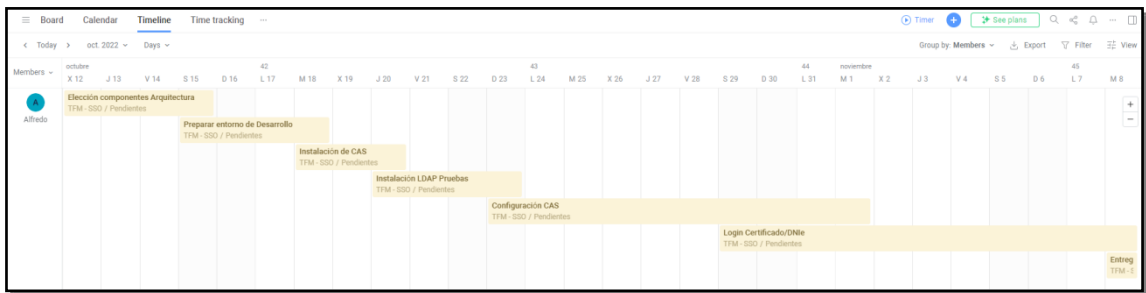 Board Calendar Timeline Time tracking ... Timer + See plans ...
< Today > oct. 2022 Days Group by: Members Export Filter View
Members
octubre 42 43 44 noviembre 45
X 12 J 13 V 14 S 15 D 16 L 17 M 18 X 19 J 20 V 21 S 22 D 23 L 24 M 25 X 26 J 27 V 28 S 29 D 30 L 31 M 1 X 2 J 3 V 4 S 5 D 6 L 7 M 8
A
Alfredo
Elección componentes Arquitectura
TFM - SSO / Pendientes
Preparar entorno de Desarrollo
TFM - SSO / Pendientes
Instalación de CAS
TFM - SSO / Pendientes
Instalación LDAP Pruebas
TFM - SSO / Pendientes
Configuración CAS
TFM - SSO / Pendientes
Login Certificado/DNIe
TFM - SSO / Pendientes
Entreg
TFM - S
+
−